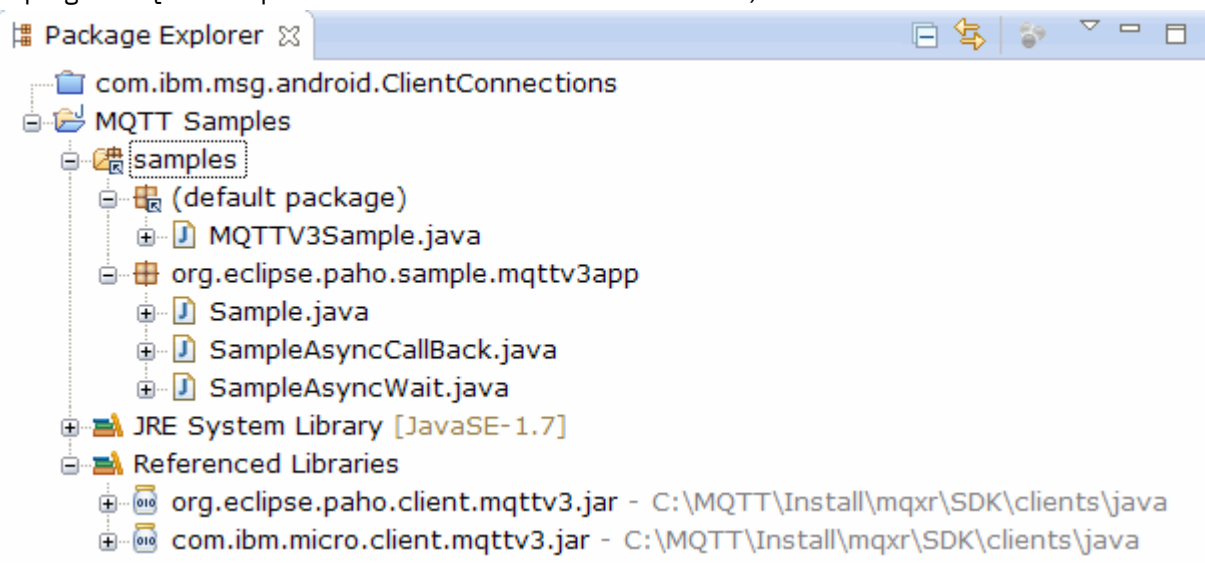 Package Explorer
com.ibm.msg.android.ClientConnections
MQTT Samples
samples
(default package)
MQTTV3Sample.java
org.eclipse.paho.sample.mqttv3app
Sample.java
SampleAsyncCallBack.java
SampleAsyncWait.java
JRE System Library [JavaSE-1.7]
Referenced Libraries
org.eclipse.paho.client.mqttv3.jar - C:\MQTT\Install\mqxr\SDK\clients\java
com.ibm.micro.client.mqttv3.jar - C:\MQTT\Install\mqxr\SDK\clients\java